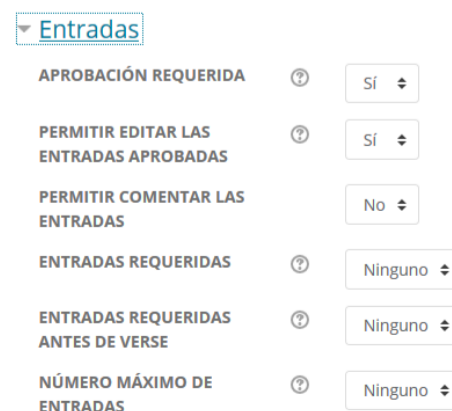 Entradas
APROBACIÓN REQUERIDA
Sí
PERMITIR EDITAR LAS
ENTRADAS APROBADAS
Sí
PERMITIR COMENTAR LAS
ENTRADAS
No
ENTRADAS REQUERIDAS
Ninguno
ENTRADAS REQUERIDAS
ANTES DE VERSE
Ninguno
NÚMERO MÁXIMO DE
ENTRADAS
Ninguno